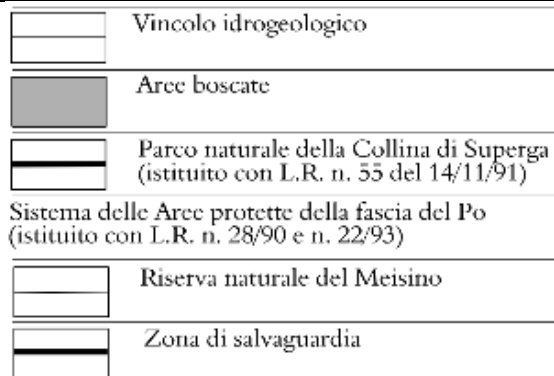 Vincolo idrogeologico
Aree boscate
Parco naturale della Collina di Superga
(istituito con L.R. n. 55 del 14/11/91)
Sistema delle Aree protette della fascia del Po
(istituito con L.R. n. 28/90 e n. 22/93)
Riserva naturale del Meisino
Zona di salvaguardia